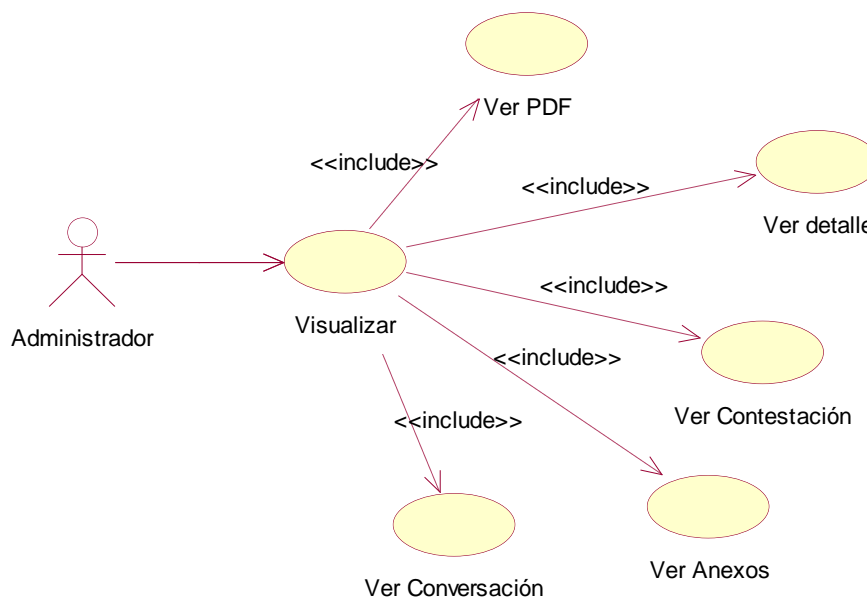 Ver PDF
<<include>>
<<include>>
Ver detalle
Administrador
Visualizar
<<include>>
<<include>>
Ver Contestación
<<include>>
Ver Anexos
Ver Conversación